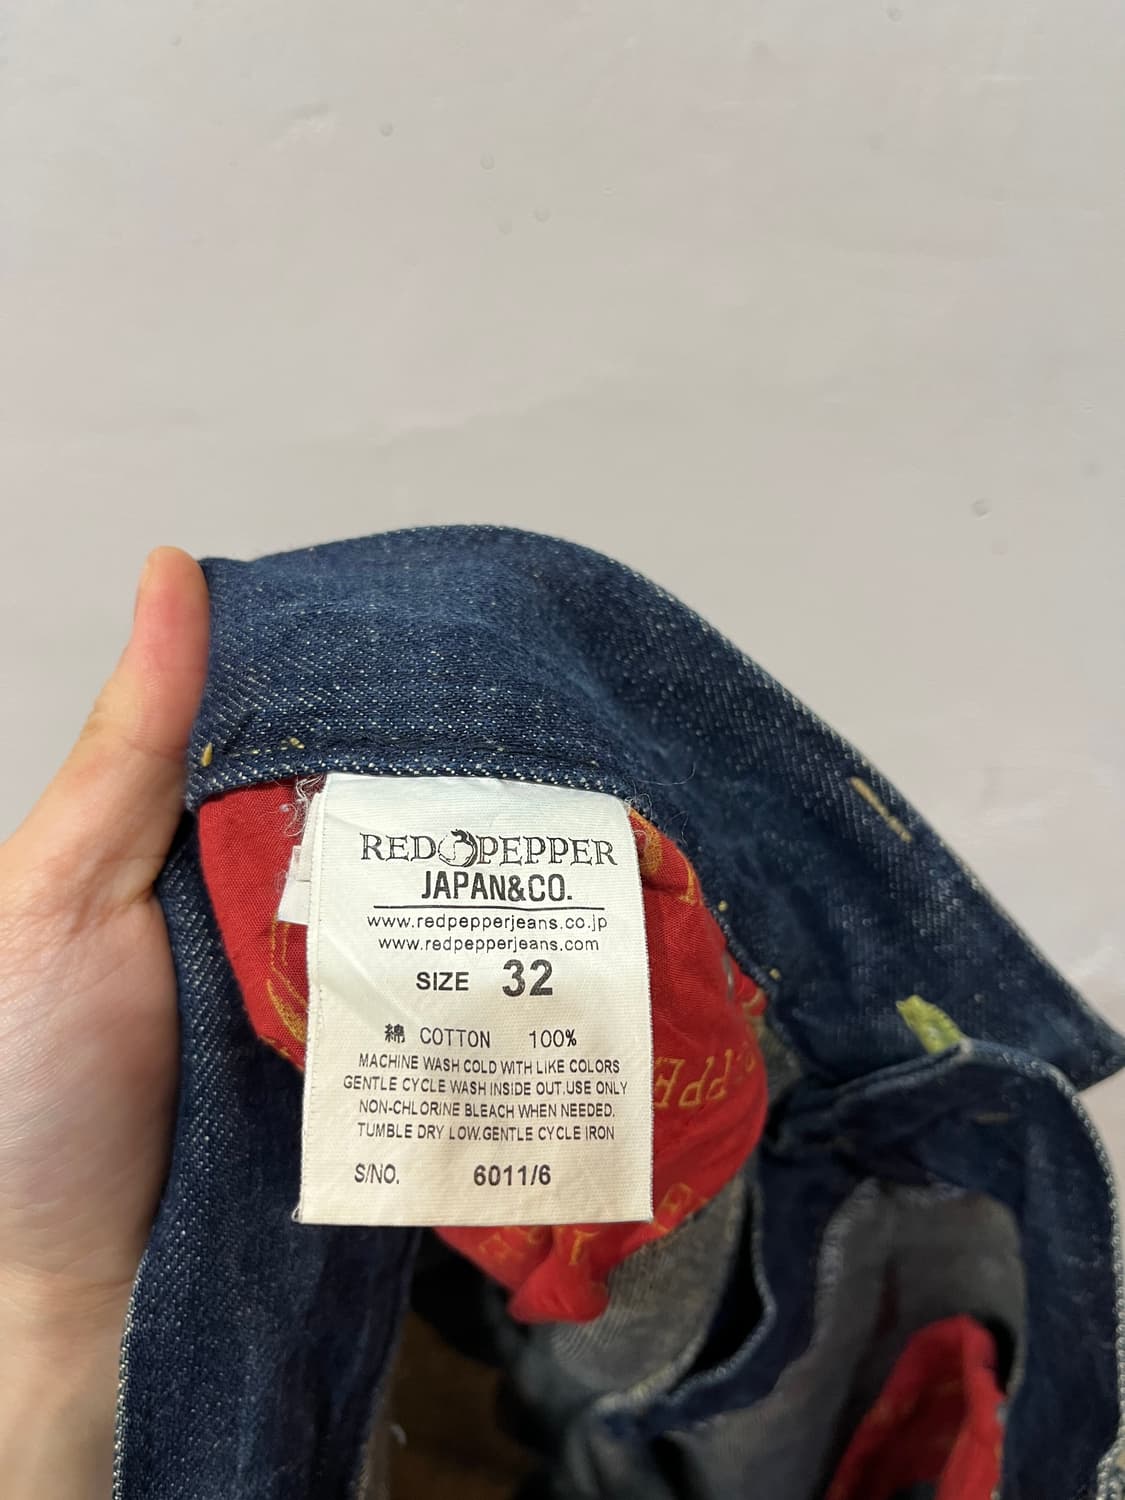 RED PEPPER
JAPAN&CO.
www.redpepperjeans.co.jp
www.redpepperjeans.com
SIZE 32
綿 COTTON 100%
MACHINE WASH COLD WITH LIKE COLORS
GENTLE CYCLE WASH INSIDE OUT.USE ONLY
NON-CHLORINE BLEACH WHEN NEEDED.
TUMBLE DRY LOW.GENTLE CYCLE IRON
S/NO. 6011/6